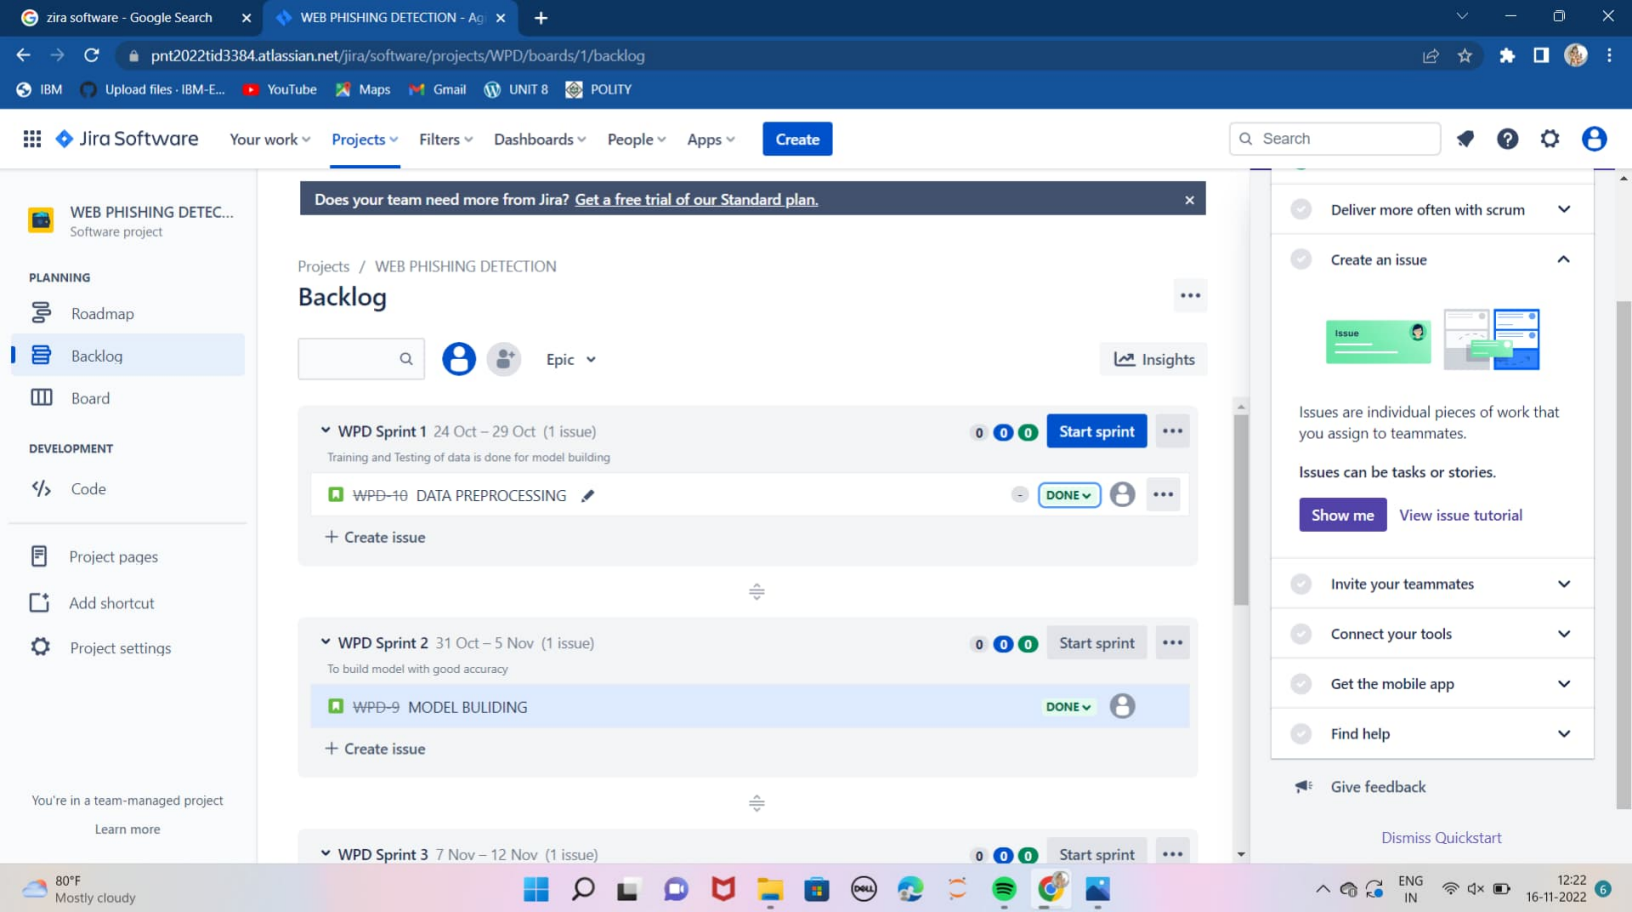 zira software - Google Search
WEB PHISHING DETECTION - Ag
pnt2022tid3384.atlassian.net/jira/software/projects/WPD/boards/1/backlog
IBM
Upload files · IBM-E...
YouTube
Maps
Gmail
UNIT 8
POLITY
Jira Software
Your work
Projects
Filters
Dashboards
People
Apps
Create
Search
WEB PHISHING DETEC...
Software project
PLANNING
Roadmap
Backlog
Board
DEVELOPMENT
Code
Project pages
Add shortcut
Project settings
You're in a team-managed project
Learn more
Does your team need more from Jira? Get a free trial of our Standard plan.
Projects / WEB PHISHING DETECTION
Backlog
Epic
Insights
WPD Sprint 1 24 Oct – 29 Oct (1 issue)
0 0 0 Start sprint
Training and Testing of data is done for model building
WPD-10 DATA PREPROCESSING
- DONE
+ Create issue
WPD Sprint 2 31 Oct – 5 Nov (1 issue)
0 0 0 Start sprint
To build model with good accuracy
WPD-9 MODEL BULIDING
DONE
+ Create issue
WPD Sprint 3 7 Nov – 12 Nov (1 issue)
0 0 0 Start sprint
Deliver more often with scrum
Create an issue
Issue
Issues are individual pieces of work that
you assign to teammates.
Issues can be tasks or stories.
Show me
View issue tutorial
Invite your teammates
Connect your tools
Get the mobile app
Find help
Give feedback
Dismiss Quickstart
80°F
Mostly cloudy
DELL
ENG
IN
12:22
16-11-2022
6